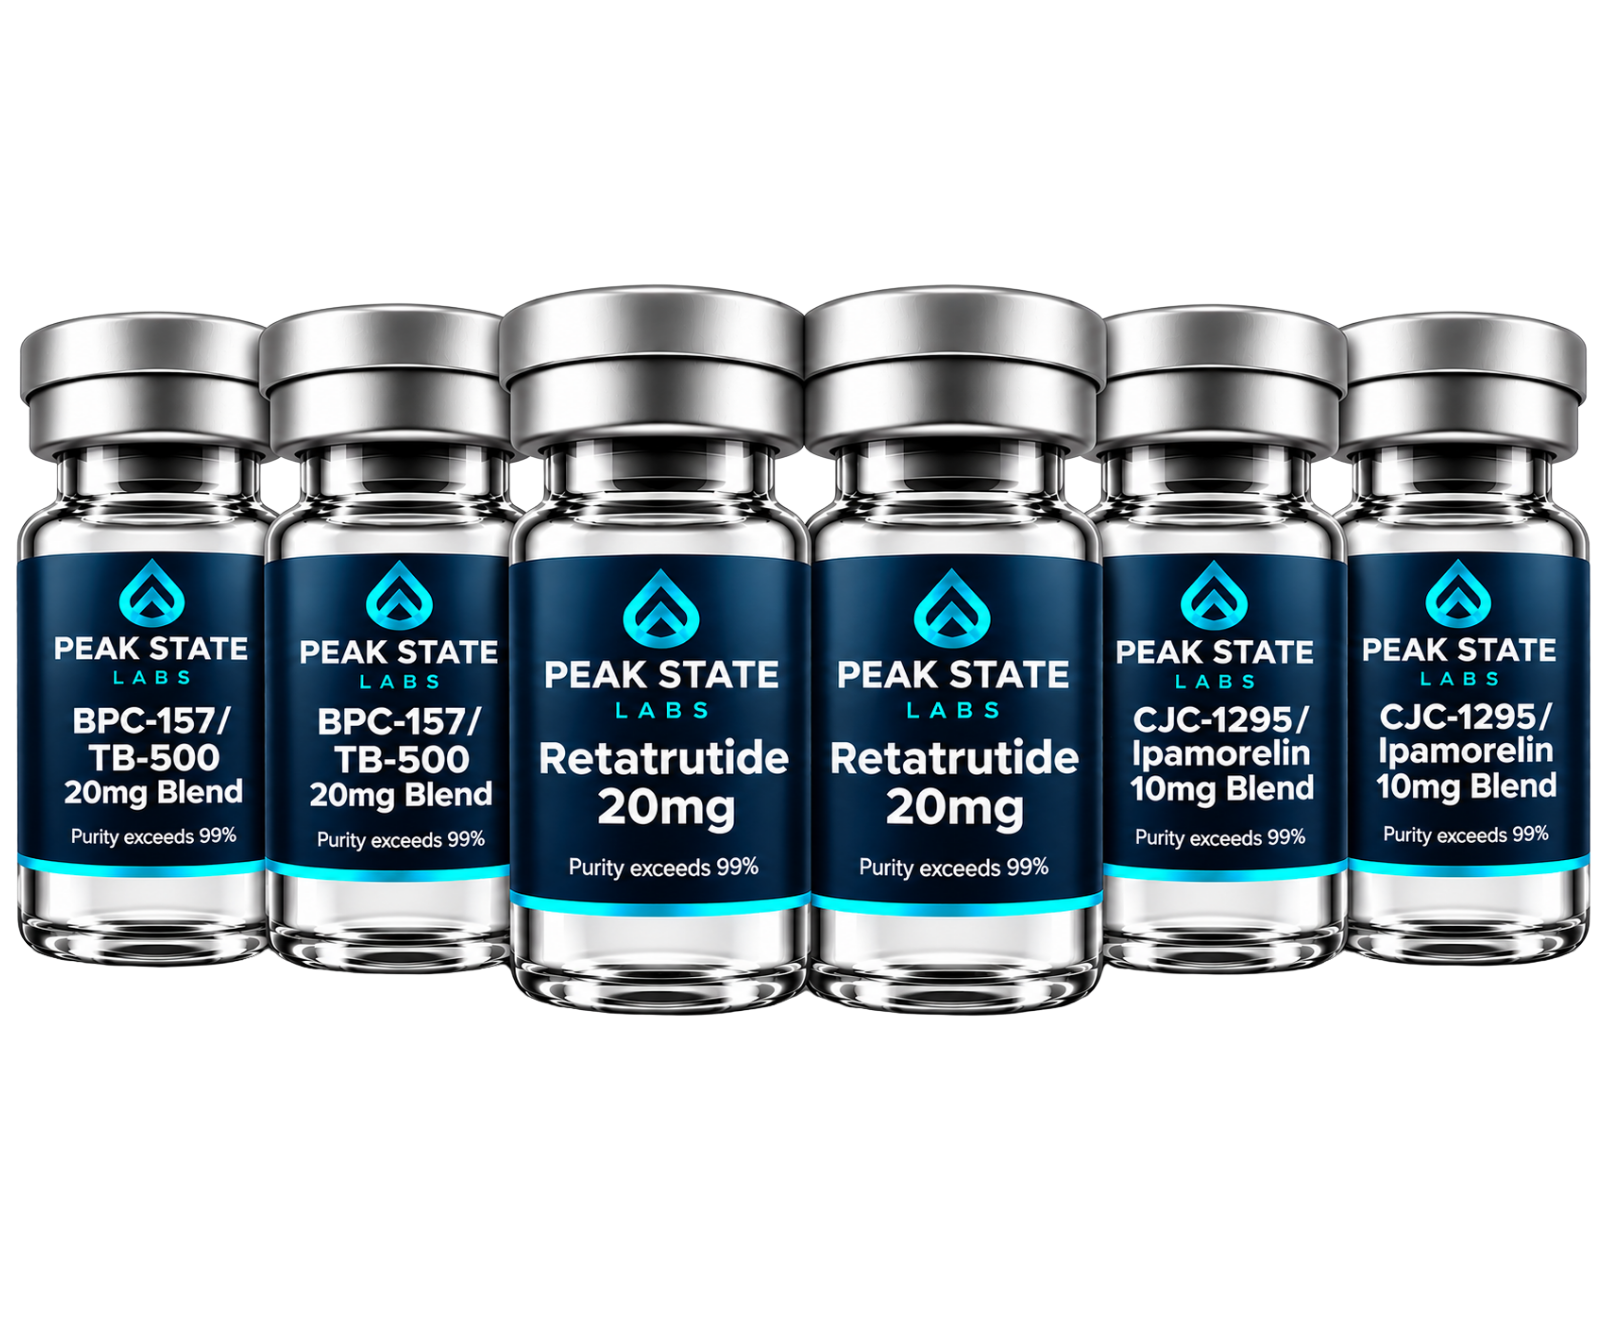 PEAK STATE
LABS
BPC-157/
TB-500
20mg Blend
Purity exceeds 99%
PEAK STATE
LABS
BPC-157/
TB-500
20mg Blend
Purity exceeds 99%
PEAK STATE
LABS
Retatrutide
20mg
Purity exceeds 99%
PEAK STATE
LABS
Retatrutide
20mg
Purity exceeds 99%
PEAK STATE
LABS
CJC-1295/
Ipamorelin
10mg Blend
Purity exceeds 99%
PEAK STATE
LABS
CJC-1295/
Ipamorelin
10mg Blend
Purity exceeds 99%